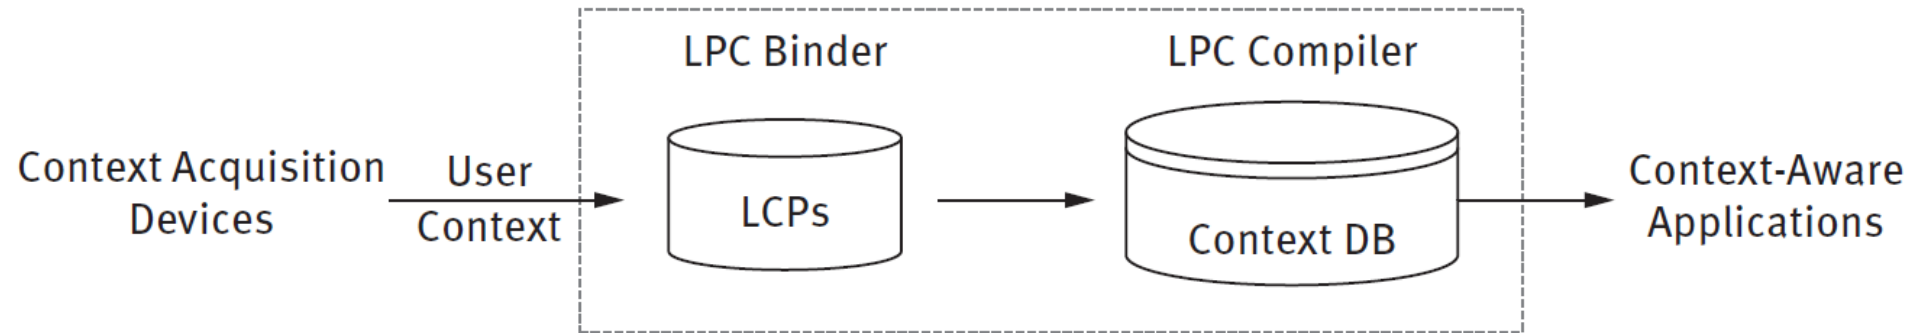 Context Acquisition
Devices
User
Context
LPC Binder
LCPs
LPC Compiler
Context DB
Context-Aware
Applications